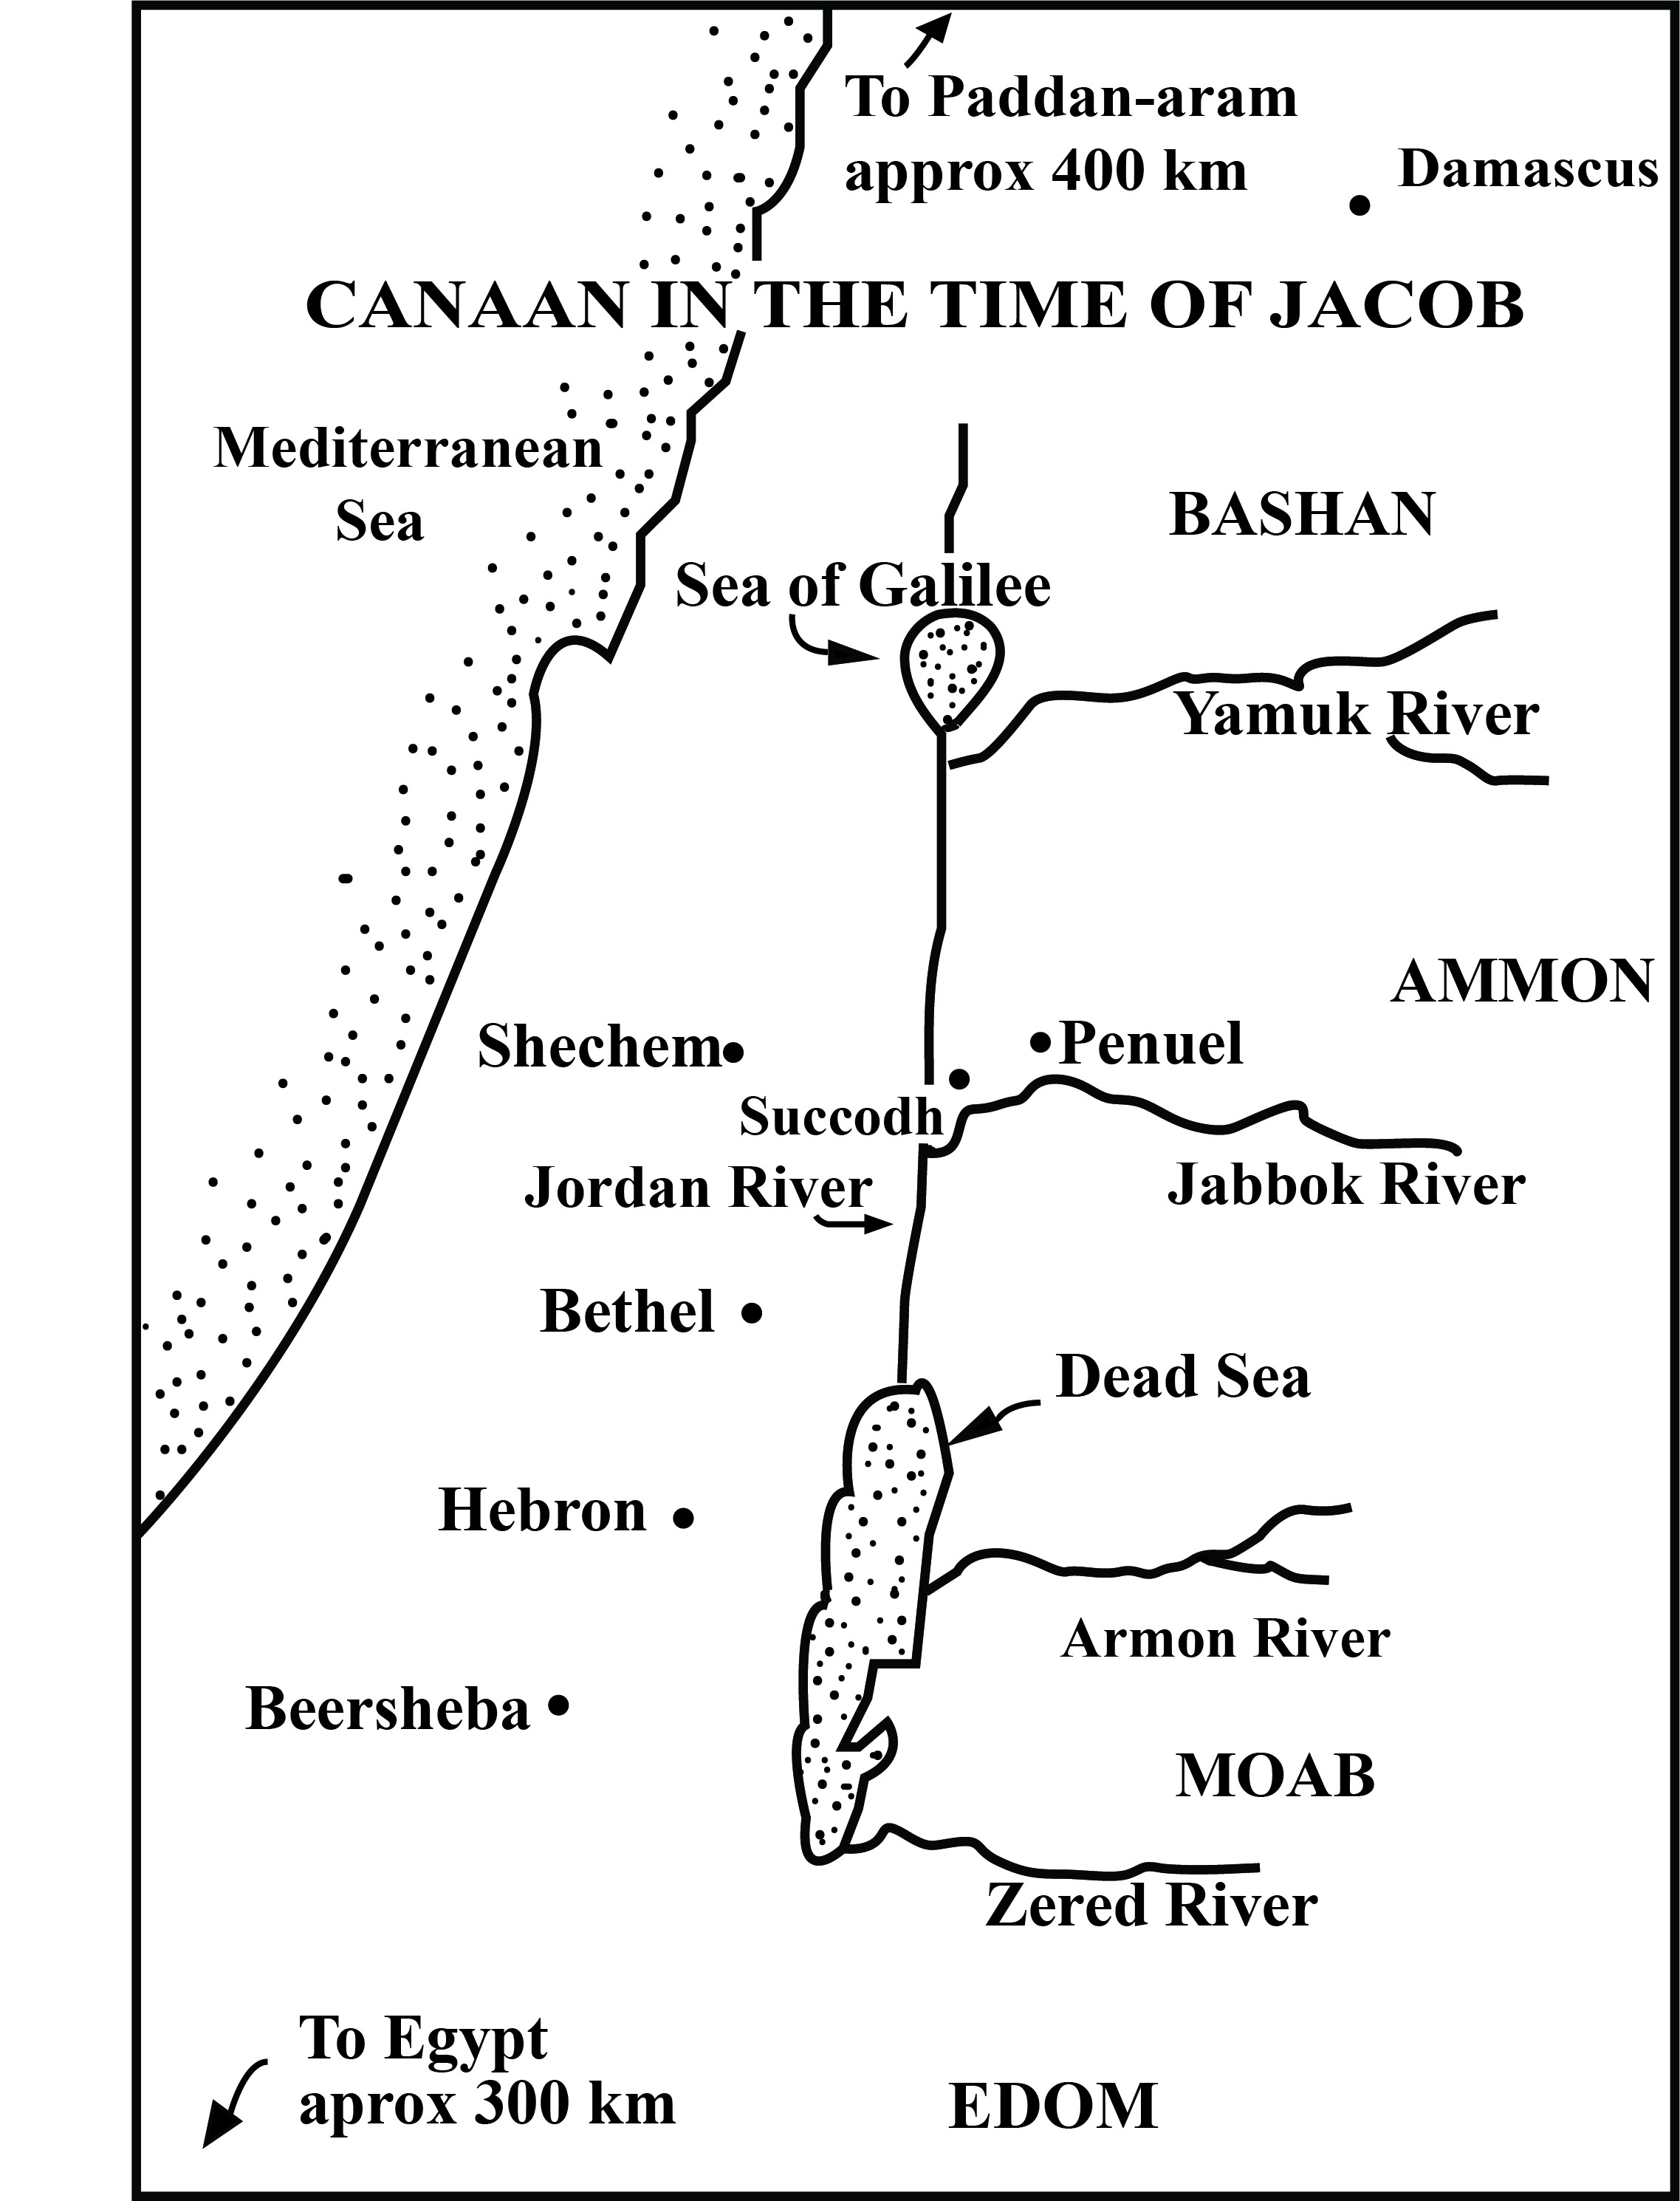 To Paddan-aram
approx 400 km
Damascus
CANAAN IN THE TIME OF JACOB
Mediterranean
Sea
BASHAN
Sea of Galilee
Yamuk River
AMMON
Shechem
Penuel
Succodh
Jordan River
Jabbok River
Bethel
Dead Sea
Hebron
Armon River
Beersheba
MOAB
Zered River
To Egypt
aprox 300 km
EDOM